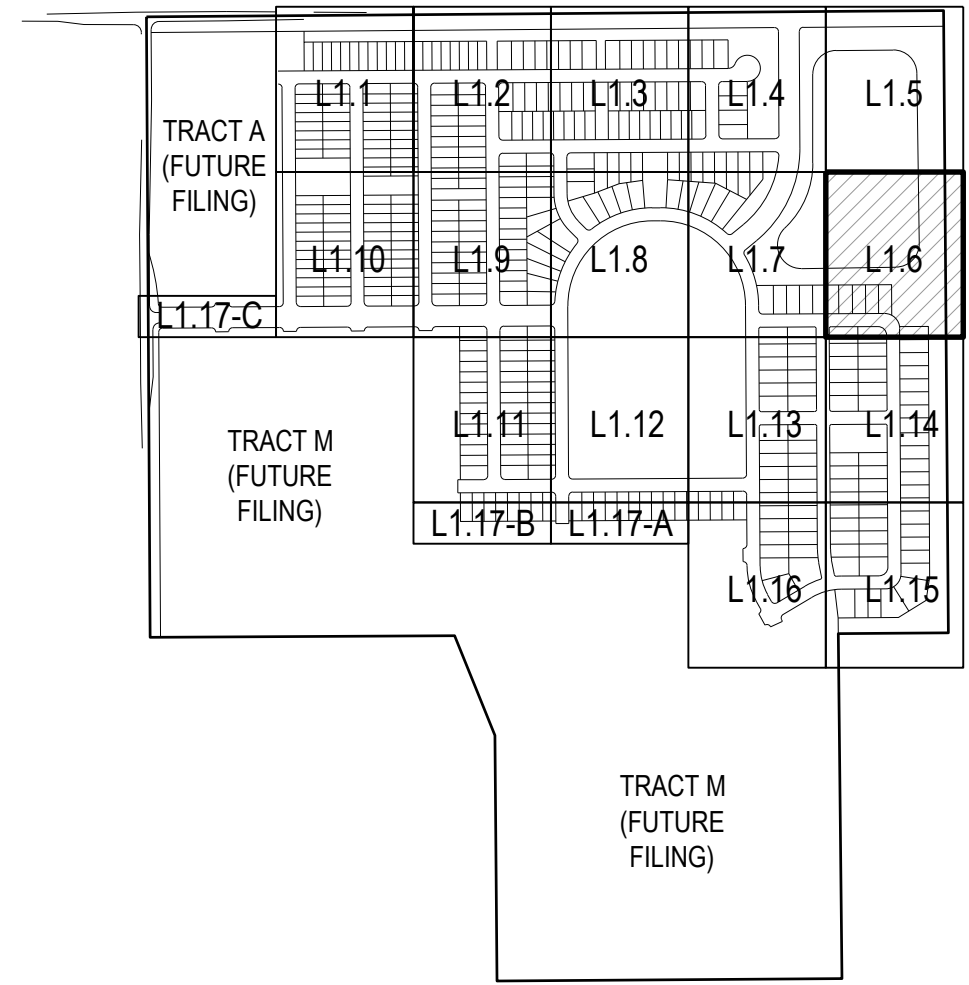 L1.1
L1.2
L1.3
L1.4
L1.5
TRACT A
(FUTURE
FILING)
L1.10
L1.9
L1.8
L1.7
L1.6
L1.17-C
L1.11
L1.12
L1.13
L1.14
TRACT M
(FUTURE
FILING)
L1.17-B
L1.17-A
L1.16
L1.15
TRACT M
(FUTURE
FILING)